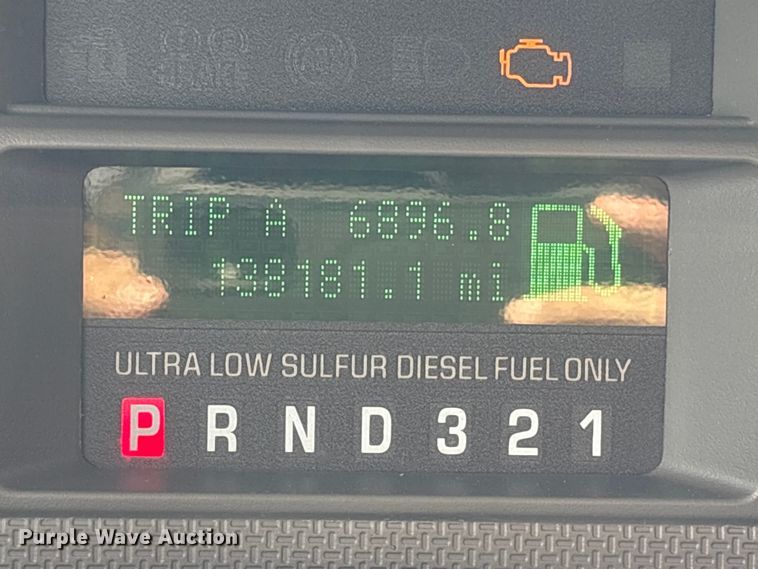 TRIP A 6896.8
138181.1 mi
ULTRA LOW SULFUR DIESEL FUEL ONLY
P R N D 3 2 1
Purple Wave Auction